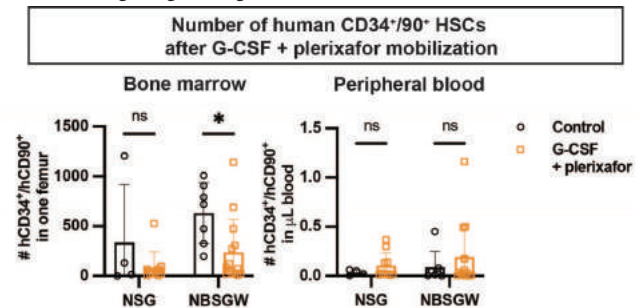 Number of human CD34⁺/90⁺ HSCs
after G-CSF + plerixafor mobilization
Bone marrow
Peripheral blood
# hCD34⁺/hCD90⁺
in one femur
1500
1000
500
0
ns
*
NSG
NBSGW
# hCD34⁺/hCD90⁺
in μL blood
1.5
1.0
0.5
0.0
ns
ns
NSG
NBSGW
Control
G-CSF
+ plerixafor